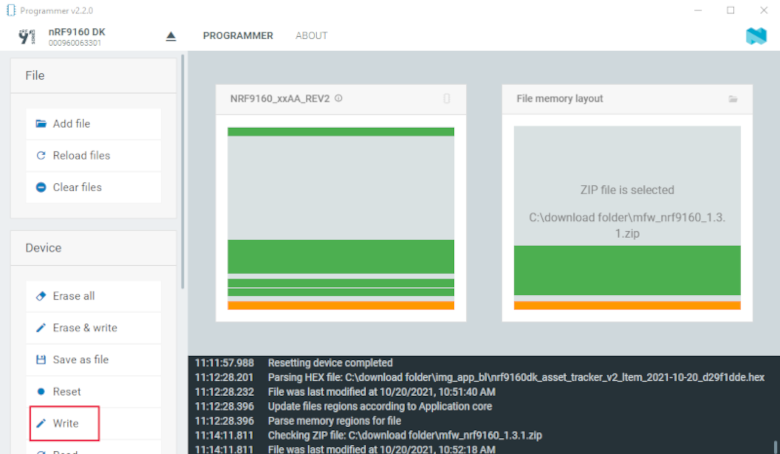 Programmer v2.2.0
nRF9160 DK
000960063301
PROGRAMMER
ABOUT
File
Add file
Reload files
Clear files
Device
Erase all
Erase & write
Save as file
Reset
Write
Read
NRF9160_xxAA_REV2
File memory layout
ZIP file is selected
C:\download folder\mfw_nrf9160_1.3.
1.zip
11:11:57.988 Resetting device completed
11:12:28.201 Parsing HEX file: C:\download folder\img_app_bl\nrf9160dk_asset_tracker_v2_ltem_2021-10-20_d29f1dde.hex
11:12:28.232 File was last modified at 10/20/2021, 10:51:40 AM
11:12:28.396 Update files regions according to Application core
11:12:28.396 Parse memory regions for file
11:14:11.811 Checking ZIP file: C:\download folder\mfw_nrf9160_1.3.1.zip
11:14:11.811 File was last modified at 10/20/2021, 10:52:18 AM